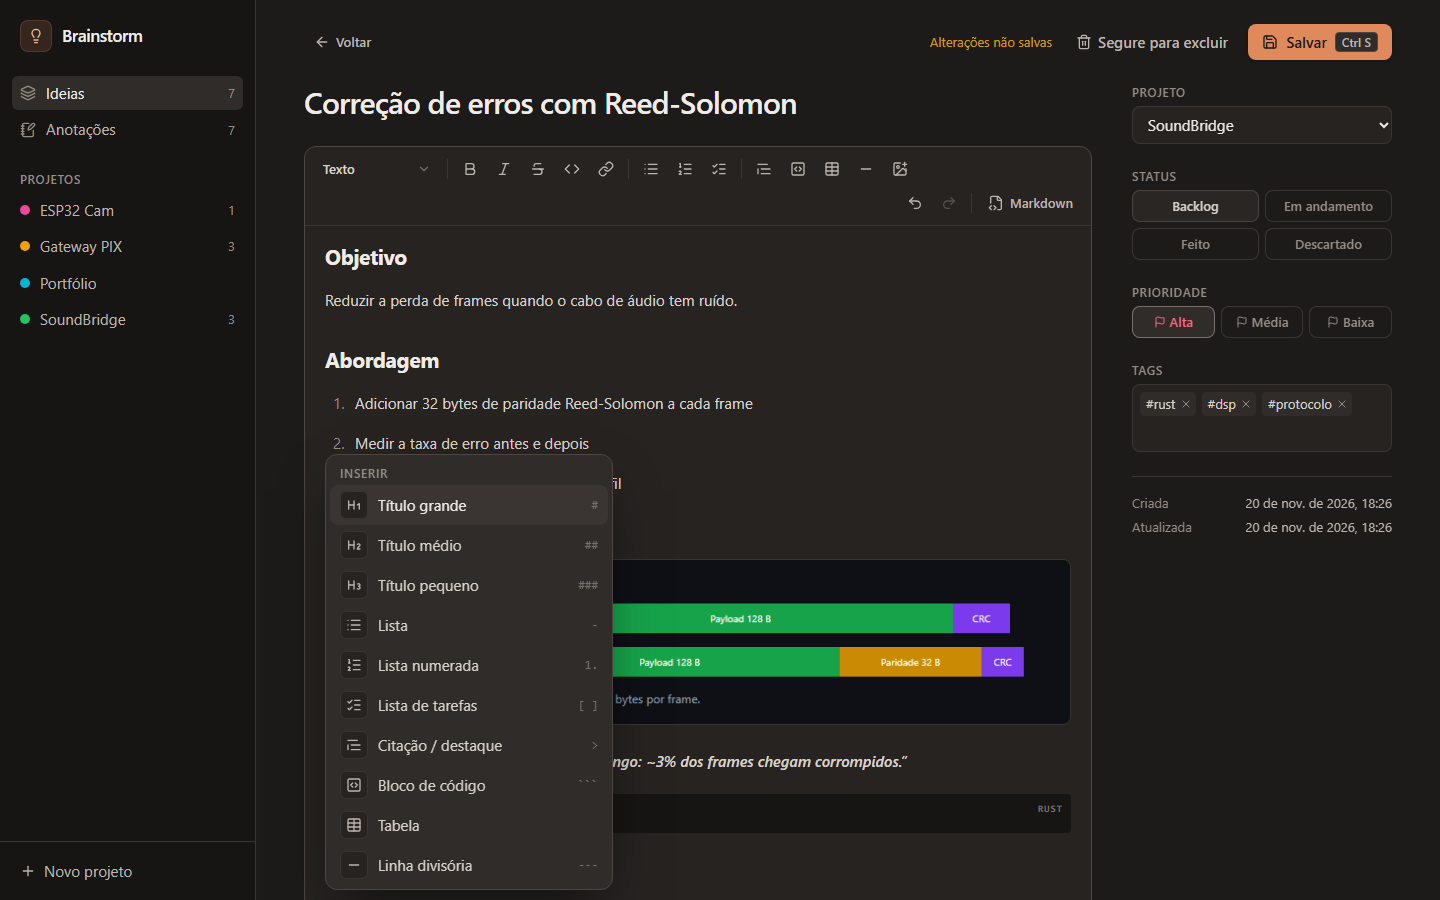 Brainstorm
Ideias 7
Anotações 7
PROJETOS
ESP32 Cam 1
Gateway PIX 3
Portfólio
SoundBridge 3
Novo projeto
Voltar
Alterações não salvas
Segure para excluir
Salvar Ctrl S
Correção de erros com Reed-Solomon
Texto
Markdown
Objetivo
Reduzir a perda de frames quando o cabo de áudio tem ruído.
Abordagem
1. Adicionar 32 bytes de paridade Reed-Solomon a cada frame
2. Medir a taxa de erro antes e depois
INSERIR
H1 Título grande #
H2 Título médio ##
H3 Título pequeno ###
Lista -
Lista numerada 1.
Lista de tarefas [ ]
Citação / destaque >
Bloco de código ```
Tabela
Linha divisória ---
Payload 128 B CRC
Payload 128 B Paridade 32 B CRC
bytes por frame.
ngo: ~3% dos frames chegam corrompidos.”
RUST
PROJETO
SoundBridge
STATUS
Backlog Em andamento
Feito Descartado
PRIORIDADE
Alta Média Baixa
TAGS
#rust × #dsp × #protocolo ×
Criada 20 de nov. de 2026, 18:26
Atualizada 20 de nov. de 2026, 18:26